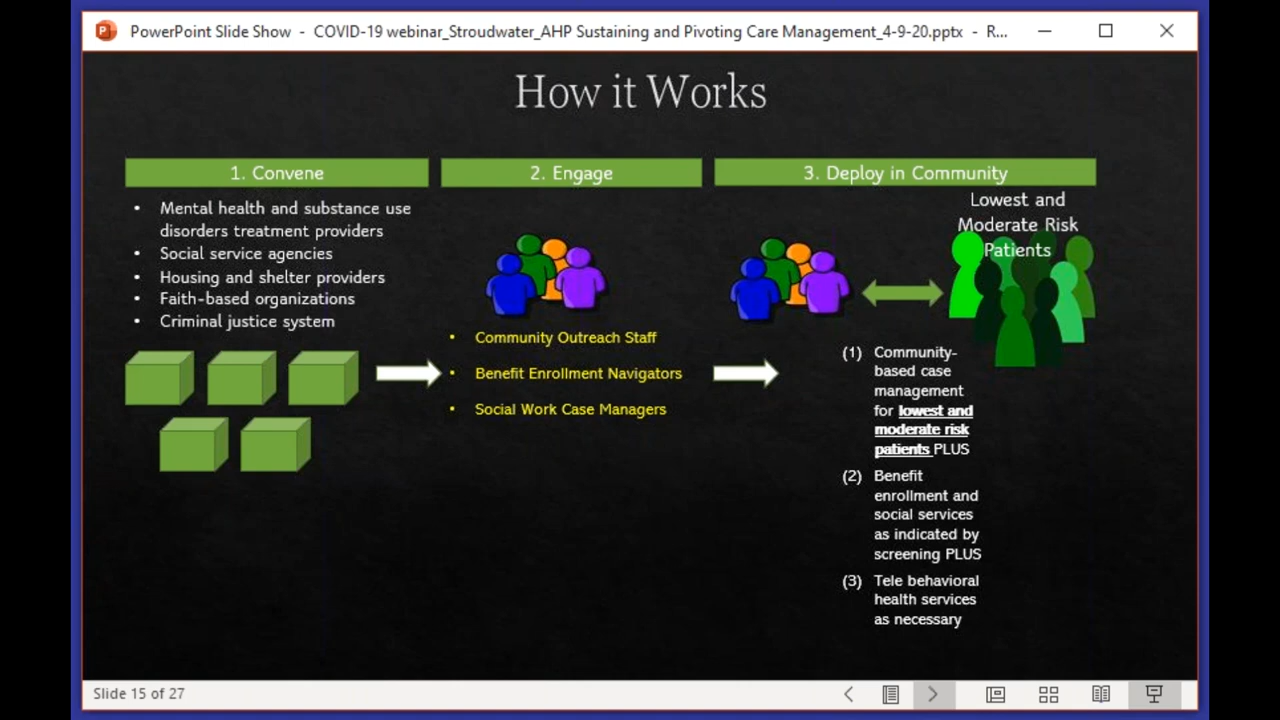 PowerPoint Slide Show - COVID-19 webinar_Stroudwater_AHP Sustaining and Pivoting Care Management_4-9-20.pptx - R...
How it Works
1. Convene
• Mental health and substance use
disorders treatment providers
• Social service agencies
• Housing and shelter providers
• Faith-based organizations
• Criminal justice system
2. Engage
• Community Outreach Staff
• Benefit Enrollment Navigators
• Social Work Case Managers
3. Deploy in Community
Lowest and
Moderate Risk
Patients
(1) Community-
based case
management
for lowest and
moderate risk
patients PLUS
(2) Benefit
enrollment and
social services
as indicated by
screening PLUS
(3) Tele behavioral
health services
as necessary
Slide 15 of 27